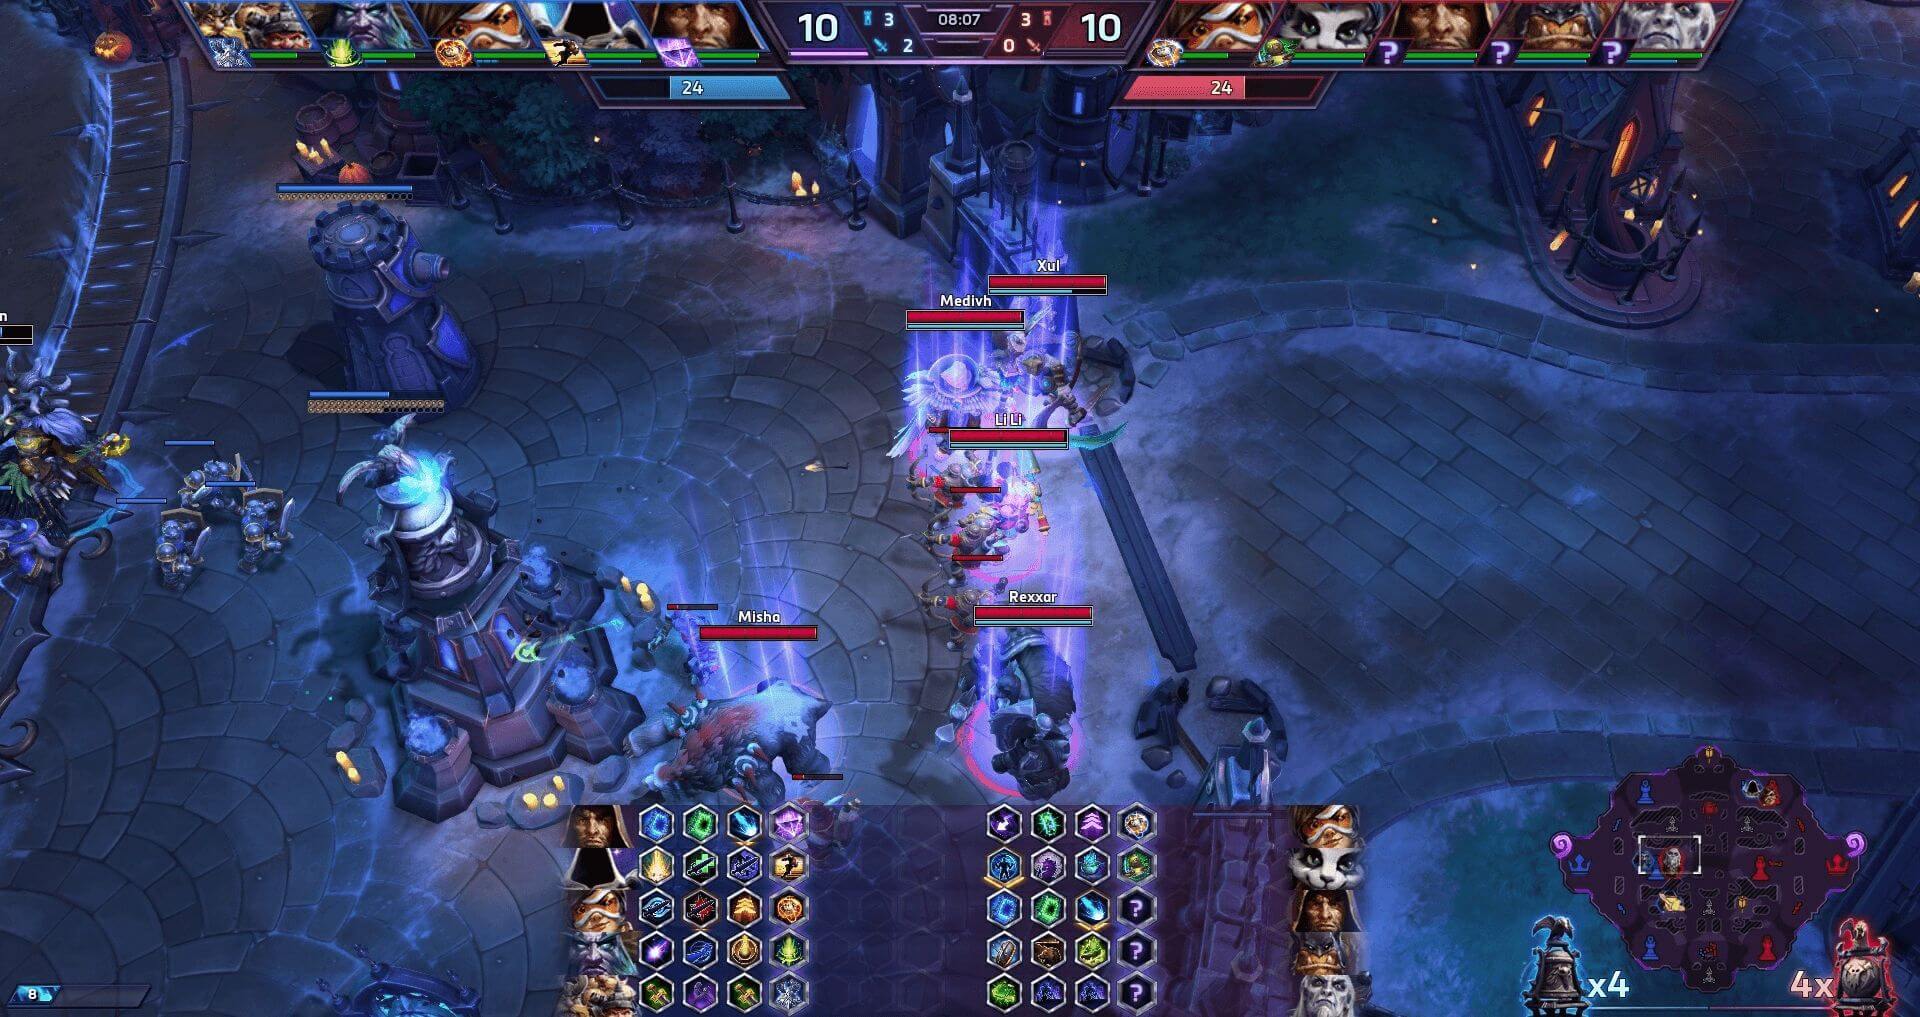 10 3 08:07 3 10
2 0
? ? ?
24 24
Xul
Medivh
n
Li Li
Rexxar
Misha
?
?
?
8
x4 4x